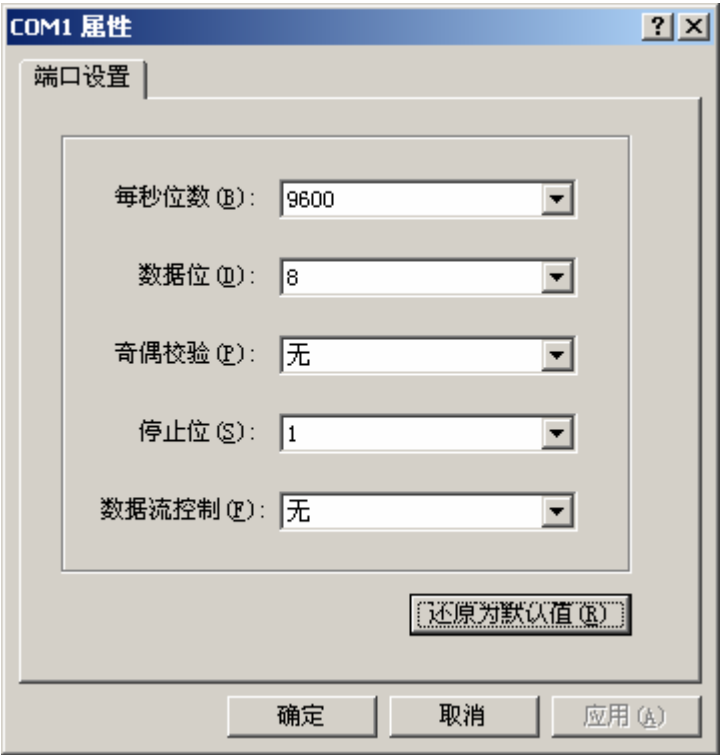 COM1 属性
端口设置
每秒位数(B): 9600
数据位(D): 8
奇偶校验(P): 无
停止位(S): 1
数据流控制(F): 无
还原为默认值(R)
确定 取消 应用(A)